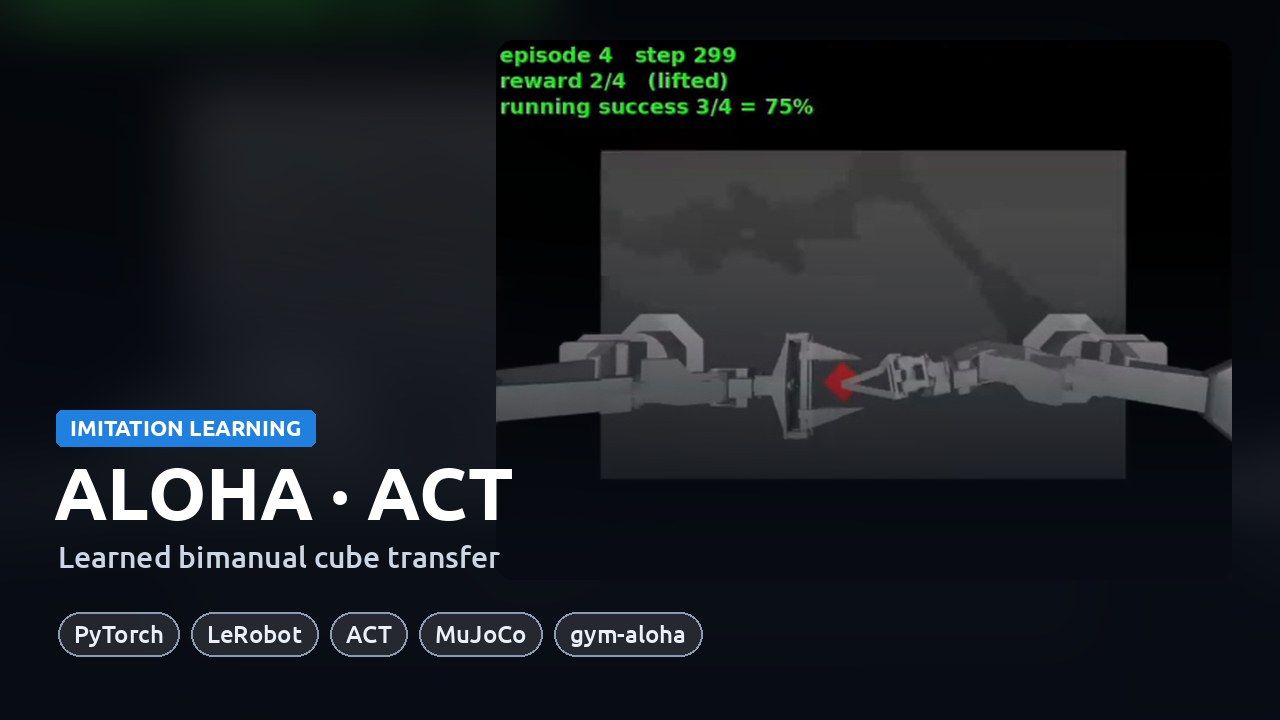 episode 4   step 299
reward 2/4   (lifted)
running success 3/4 = 75%
IMITATION LEARNING
ALOHA · ACT
Learned bimanual cube transfer
PyTorch LeRobot ACT MuJoCo gym-aloha